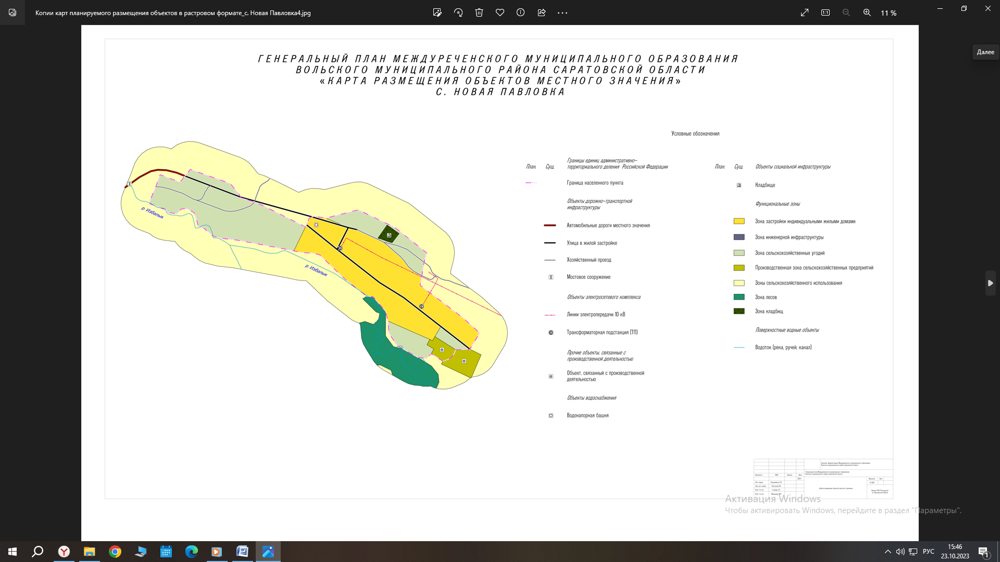 Копии карт планируемого размещения объектов в растровом формате_с. Новая Павловка4.jpg
11 %
Далее
ГЕНЕРАЛЬНЫЙ ПЛАН МЕЖДУРЕЧЕНСКОГО МУНИЦИПАЛЬНОГО ОБРАЗОВАНИЯ
ВОЛЬСКОГО МУНИЦИПАЛЬНОГО РАЙОНА САРАТОВСКОЙ ОБЛАСТИ
«КАРТА РАЗМЕЩЕНИЯ ОБЪЕКТОВ МЕСТНОГО ЗНАЧЕНИЯ»
С. НОВАЯ ПАВЛОВКА
р. Избалык
р. Избалык
Условные обозначения
План.
Сущ.
Границы единиц административно-
территориального деления Российской Федерации
Граница населенного пункта
Объекты дорожно-транспортной
инфраструктуры
Автомобильные дороги местного значения
Улица в жилой застройке
Хозяйственный проезд
Мостовое сооружение
Объекты электросетевого комплекса
Линии электропередачи 10 кВ
Трансформаторная подстанция (ТП)
Прочие объекты, связанные с
производственной деятельностью
Объект, связанный с производственной
деятельностью
Объекты водоснабжения
Водонапорная башня
План.
Сущ.
Объекты социальной инфраструктуры
Кладбище
Функциональные зоны
Зона застройки индивидуальными жилыми домами
Зона инженерной инфраструктуры
Зона сельскохозяйственных угодий
Производственная зона сельскохозяйственных предприятий
Зоны сельскохозяйственного использования
Зона лесов
Зона кладбищ
Поверхностные водные объекты
Водоток (река, ручей, канал)
Активация Windows
Чтобы активировать Windows, перейдите в раздел "Параметры".
РУС
15:46
23.10.2023
1